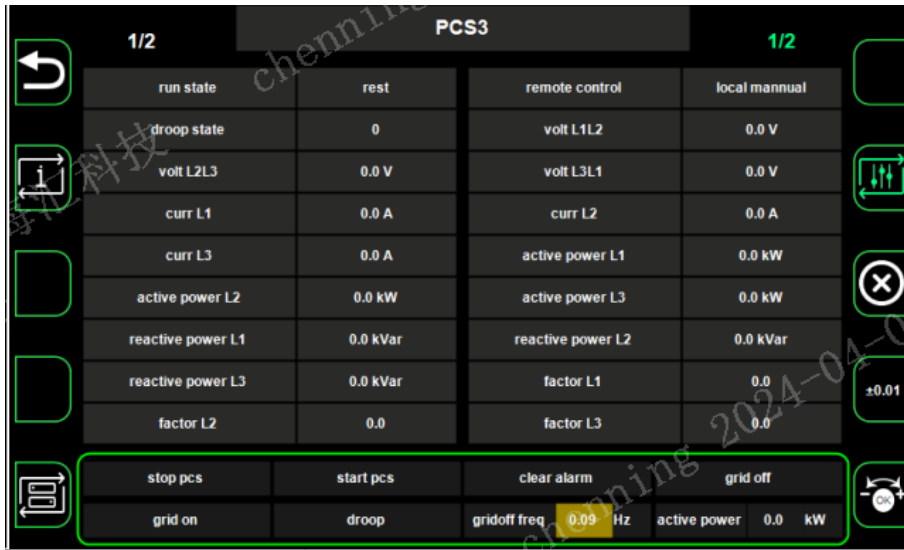 1/2 PCS3 1/2
run state rest remote control local mannual
droop state 0 volt L1L2 0.0 V
volt L2L3 0.0 V volt L3L1 0.0 V
curr L1 0.0 A curr L2 0.0 A
curr L3 0.0 A active power L1 0.0 kW
active power L2 0.0 kW active power L3 0.0 kW
reactive power L1 0.0 kVar reactive power L2 0.0 kVar
reactive power L3 0.0 kVar factor L1 0.0
±0.01
factor L2 0.0 factor L3 0.0
stop pcs start pcs clear alarm grid off
OK
grid on droop gridoff freq 0.09 Hz active power 0.0 kW
chenning
科技
chenning 2024-04-0